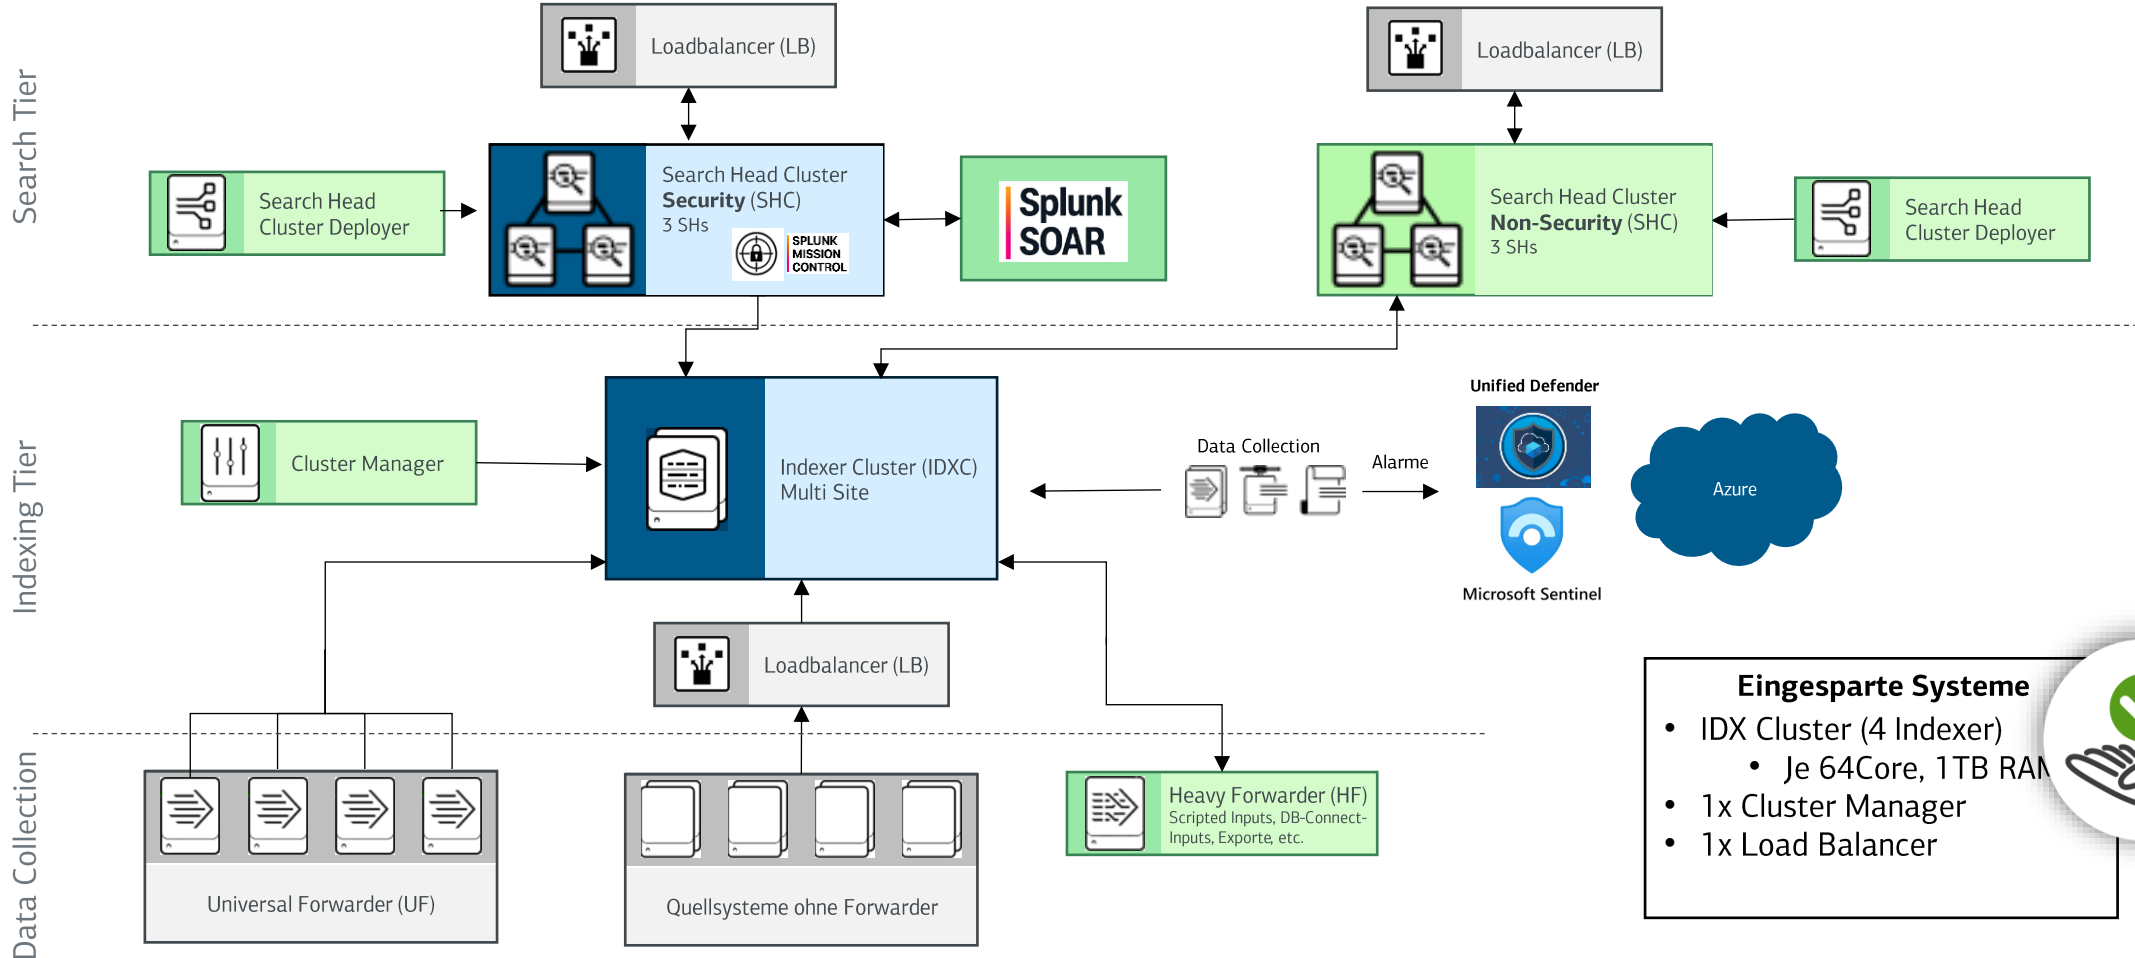 Search Tier
Loadbalancer (LB)
Loadbalancer (LB)
Search Head
Cluster Deployer
Search Head Cluster
Security (SHC)
3 SHs
SPLUNK
MISSION
CONTROL
Splunk
SOAR
Search Head Cluster
Non-Security (SHC)
3 SHs
Search Head
Cluster Deployer
Indexing Tier
Cluster Manager
Indexer Cluster (IDXC)
Multi Site
Data Collection
Alarme
Unified Defender
Microsoft Sentinel
Azure
Loadbalancer (LB)
Data Collection
Universal Forwarder (UF)
Quellsysteme ohne Forwarder
Heavy Forwarder (HF)
Scripted Inputs, DB-Connect-
Inputs, Exporte, etc.
Eingesparte Systeme
• IDX Cluster (4 Indexer)
• Je 64Core, 1TB RAM
• 1x Cluster Manager
• 1x Load Balancer